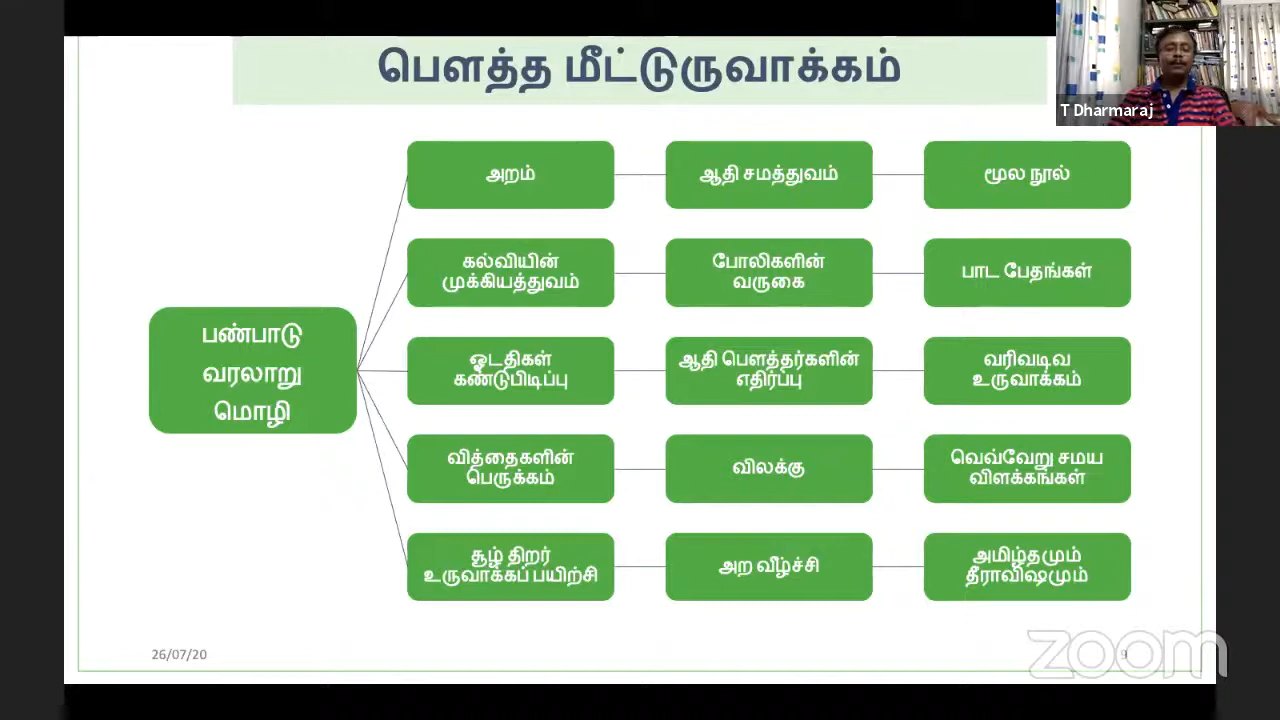 பௌத்த மீட்டுருவாக்கம்
T Dharmaraj
அறம்
ஆதி சமத்துவம்
மூல நூல்
கல்வியின்
முக்கியத்துவம்
போலிகளின்
வருகை
பாட பேதங்கள்
பண்பாடு
வரலாறு
மொழி
ஓடதிகள்
கண்டுபிடிப்பு
ஆதி பௌத்தர்களின்
எதிர்ப்பு
வரிவடிவ
உருவாக்கம்
வித்தைகளின்
பெருக்கம்
விலக்கு
வெவ்வேறு சமய
விளக்கங்கள்
சூழ் திறர்
உருவாக்கப் பயிற்சி
அற வீழ்ச்சி
அமிழ்தமும்
தீராவிஷமும்
26/07/20
9
zoom